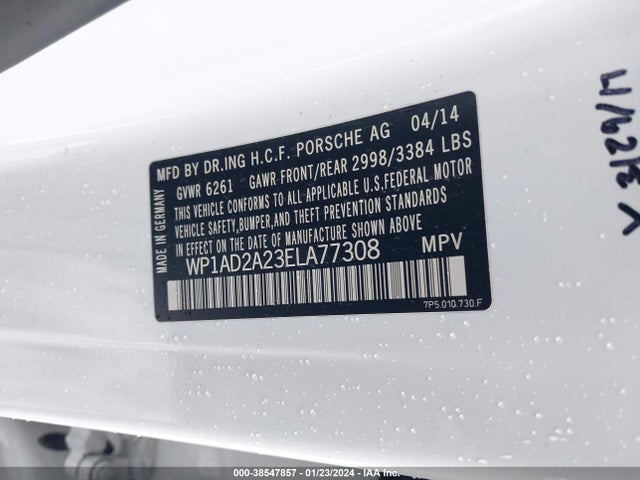 MFD BY DR.ING H.C.F. PORSCHE AG 04/14
GVWR 6261 GAWR FRONT/REAR 2998/3384 LBS
THIS VEHICLE CONFORMS TO ALL APPLICABLE U.S.FEDERAL MOTOR
VEHICLE SAFETY,BUMPER,AND THEFT PREVENTION STANDARDS
IN EFFECT ON THE DATE OF MANUFACTURE SHOWN ABOVE
WP1AD2A23ELA77308 MPV
7P5.010.730.F
MADE IN GERMANY
000-38547857 - 01/23/2024 - IAA Inc.